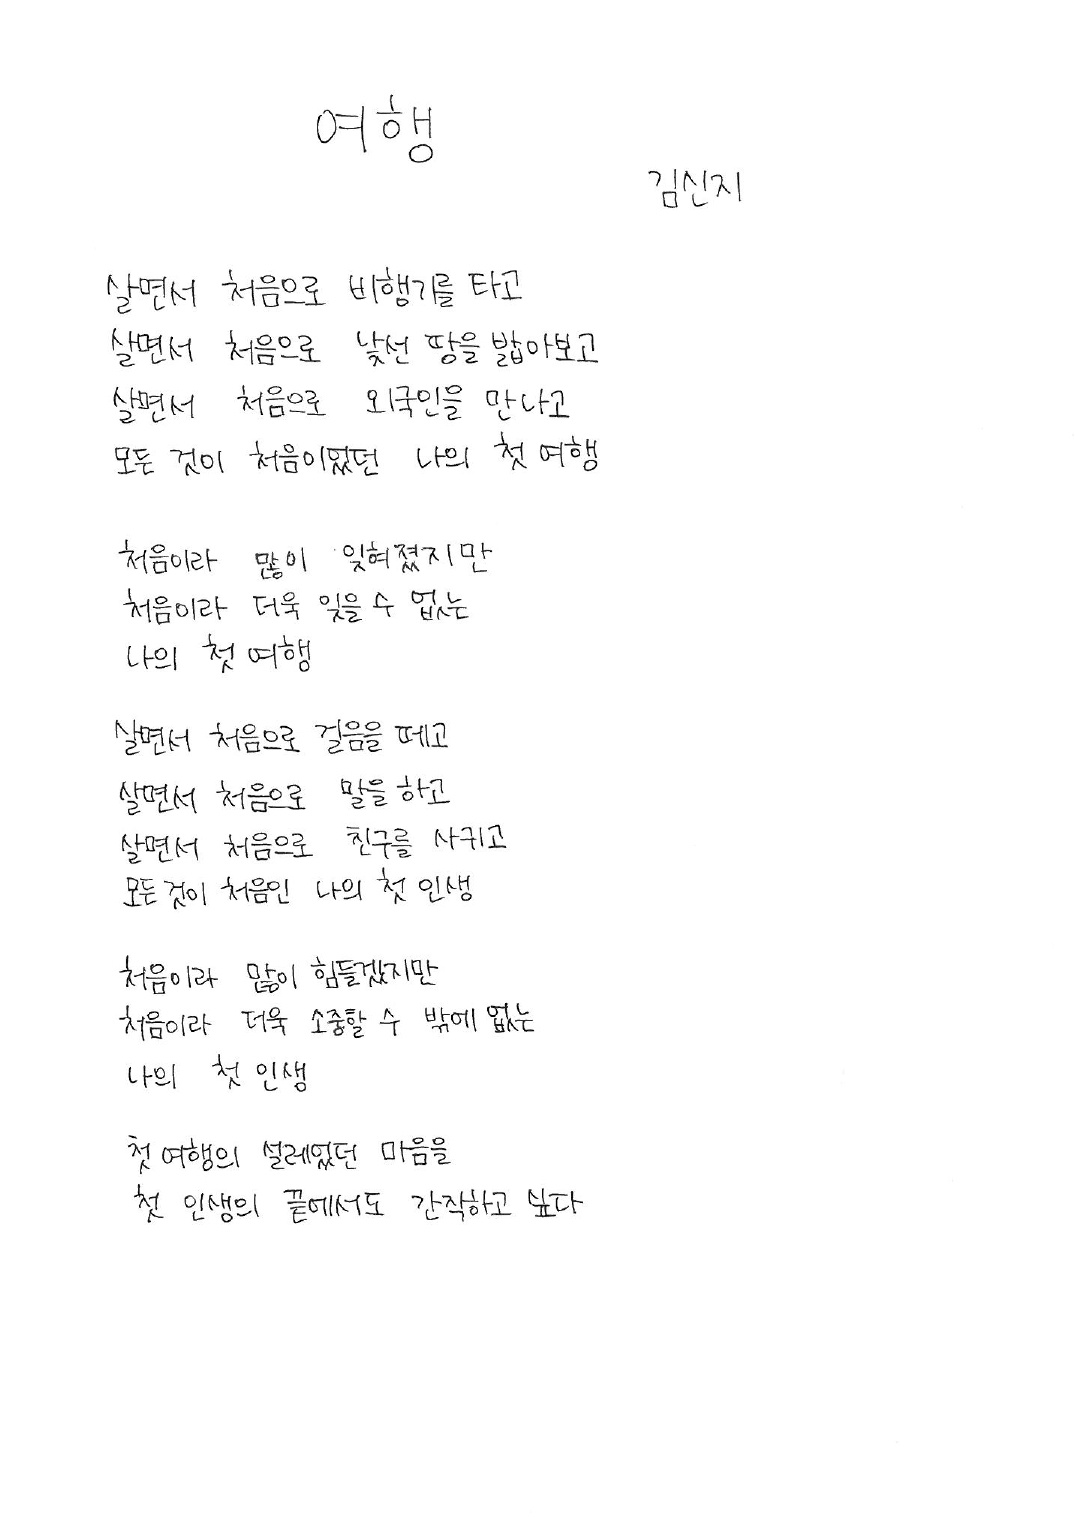 여행
김신지
살면서 처음으로 비행기를 타고
살면서 처음으로 낯선 땅을 밟아보고
살면서 처음으로 외국인을 만나고
모든 것이 처음이었던 나의 첫 여행
처음이라 많이 잊혀졌지만
처음이라 더욱 잊을 수 없는
나의 첫 여행
살면서 처음으로 걸음을 떼고
살면서 처음으로 말을 하고
살면서 처음으로 친구를 사귀고
모든 것이 처음인 나의 첫 인생
처음이라 많이 힘들겠지만
처음이라 더욱 소중할 수 밖에 없는
나의 첫 인생
첫 여행의 설레었던 마음을
첫 인생의 끝에서도 간직하고 싶다